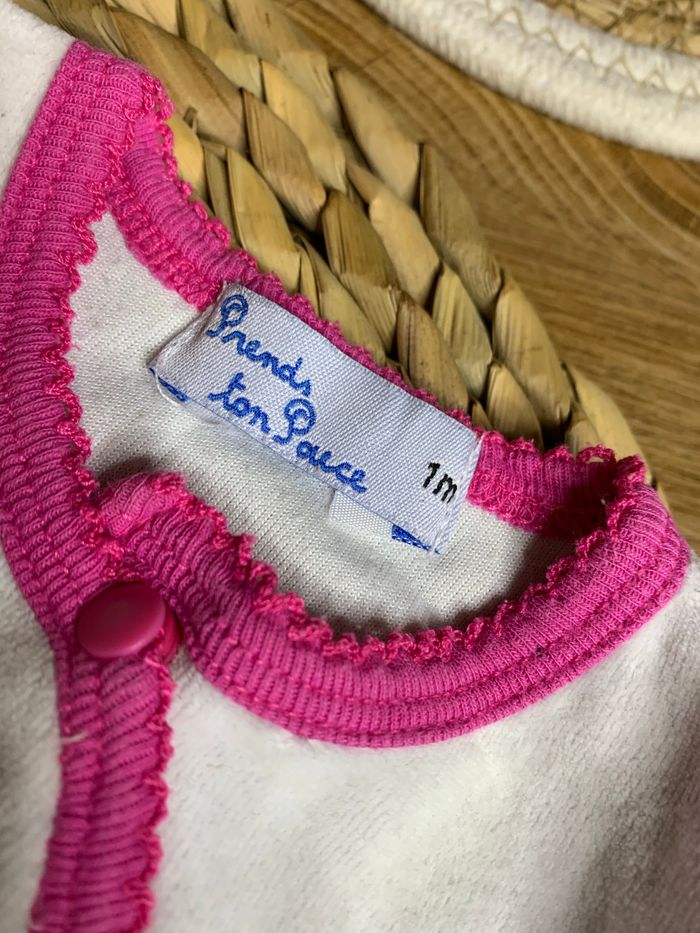 Prends
ton Pouce
1m